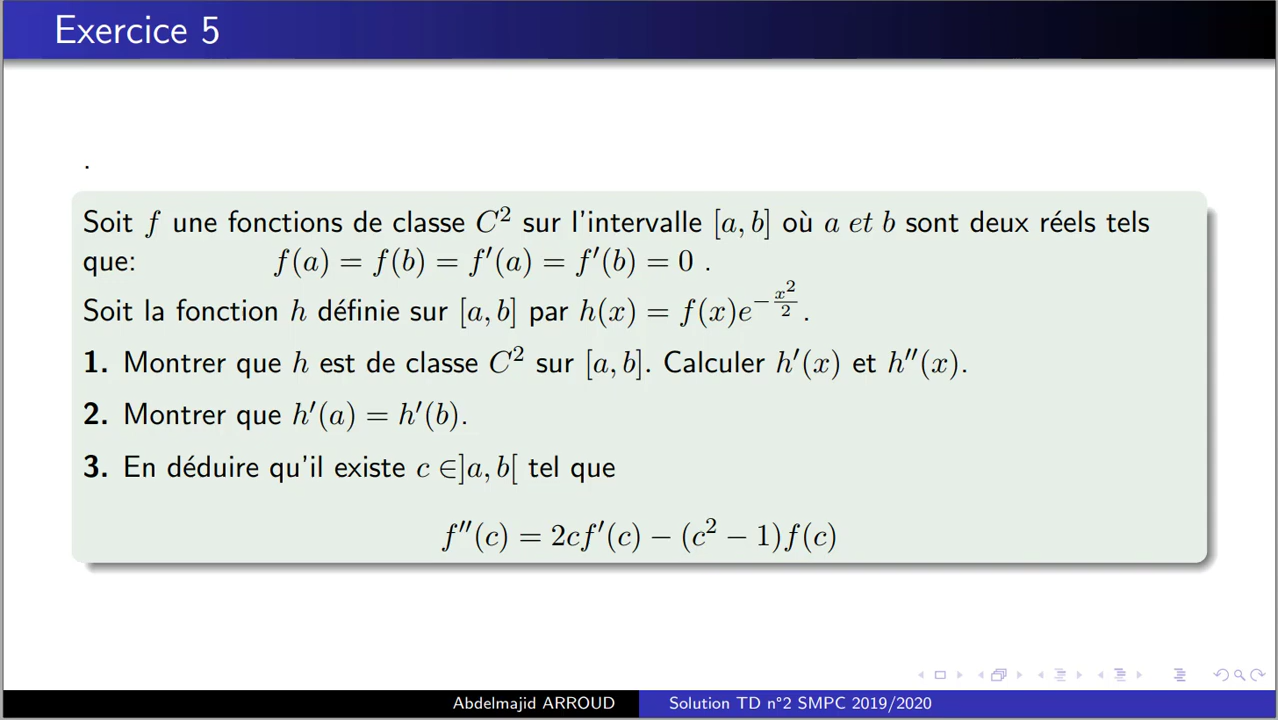 Exercice 5
.
Soit f une fonctions de classe C² sur l'intervalle [a, b] où a et b sont deux réels tels
que: f(a) = f(b) = f′(a) = f′(b) = 0 .
Soit la fonction h définie sur [a, b] par h(x) = f(x)e^{-x²/2}.
1. Montrer que h est de classe C² sur [a, b]. Calculer h′(x) et h′′(x).
2. Montrer que h′(a) = h′(b).
3. En déduire qu'il existe c ∈]a, b[ tel que
f′′(c) = 2cf′(c) − (c² − 1)f(c)
Abdelmajid ARROUD Solution TD n°2 SMPC 2019/2020